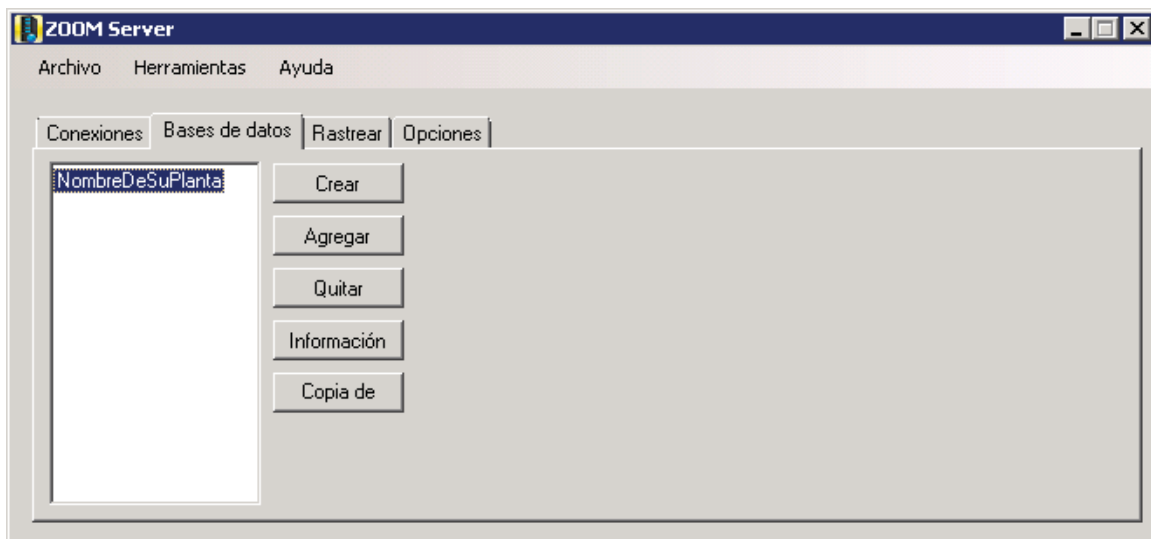 ZOOM Server
Archivo Herramientas Ayuda
Conexiones Bases de datos Rastrear Opciones
NombreDeSuPlanta
Crear
Agregar
Quitar
Información
Copia de